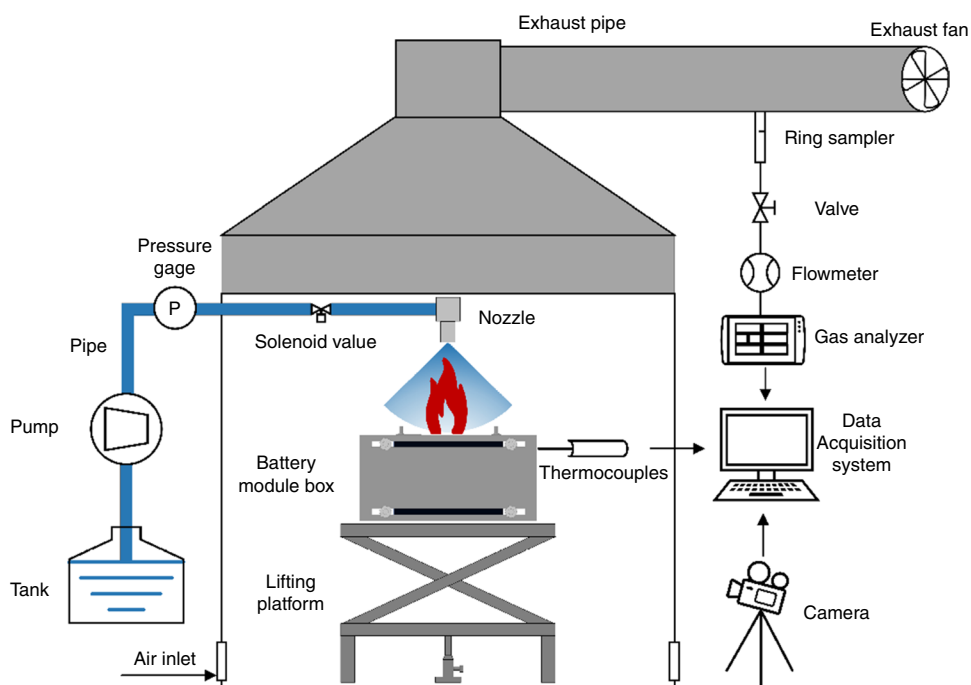 Exhaust pipe
Exhaust fan
Ring sampler
Valve
Pressure
gage
P
Flowmeter
Nozzle
Solenoid value
Pipe
Gas analyzer
Pump
Data
Acquisition
system
Battery
module box
Thermocouples
Tank
Lifting
platform
Camera
Air inlet